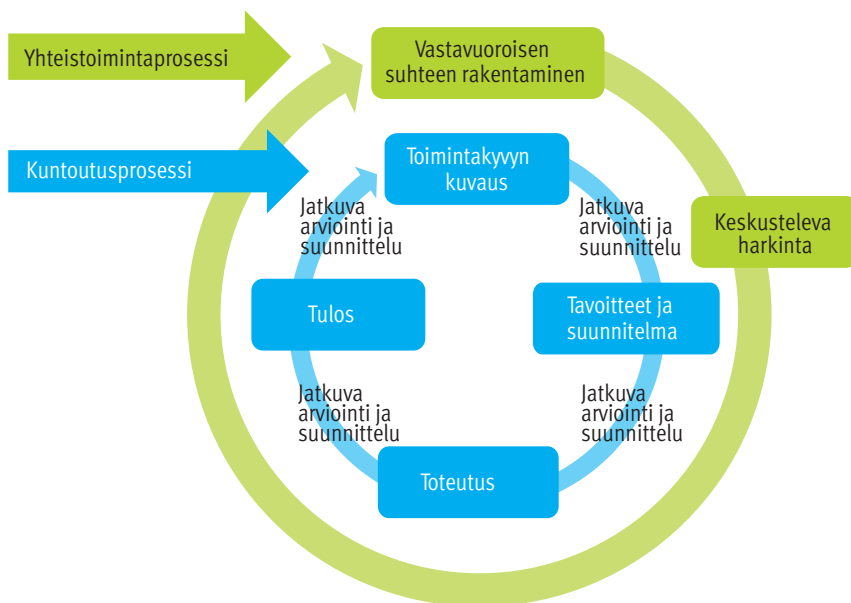 Yhteistoimintaprosessi
Vastavuoroisen
suhteen rakentaminen
Kuntoutusprosessi
Toimintakyvyn
kuvaus
Jatkuva
arviointi ja
suunnittelu
Jatkuva
arviointi ja
suunnittelu
Keskusteleva
harkinta
Tulos
Tavoitteet ja
suunnitelma
Jatkuva
arviointi ja
suunnittelu
Jatkuva
arviointi ja
suunnittelu
Toteutus